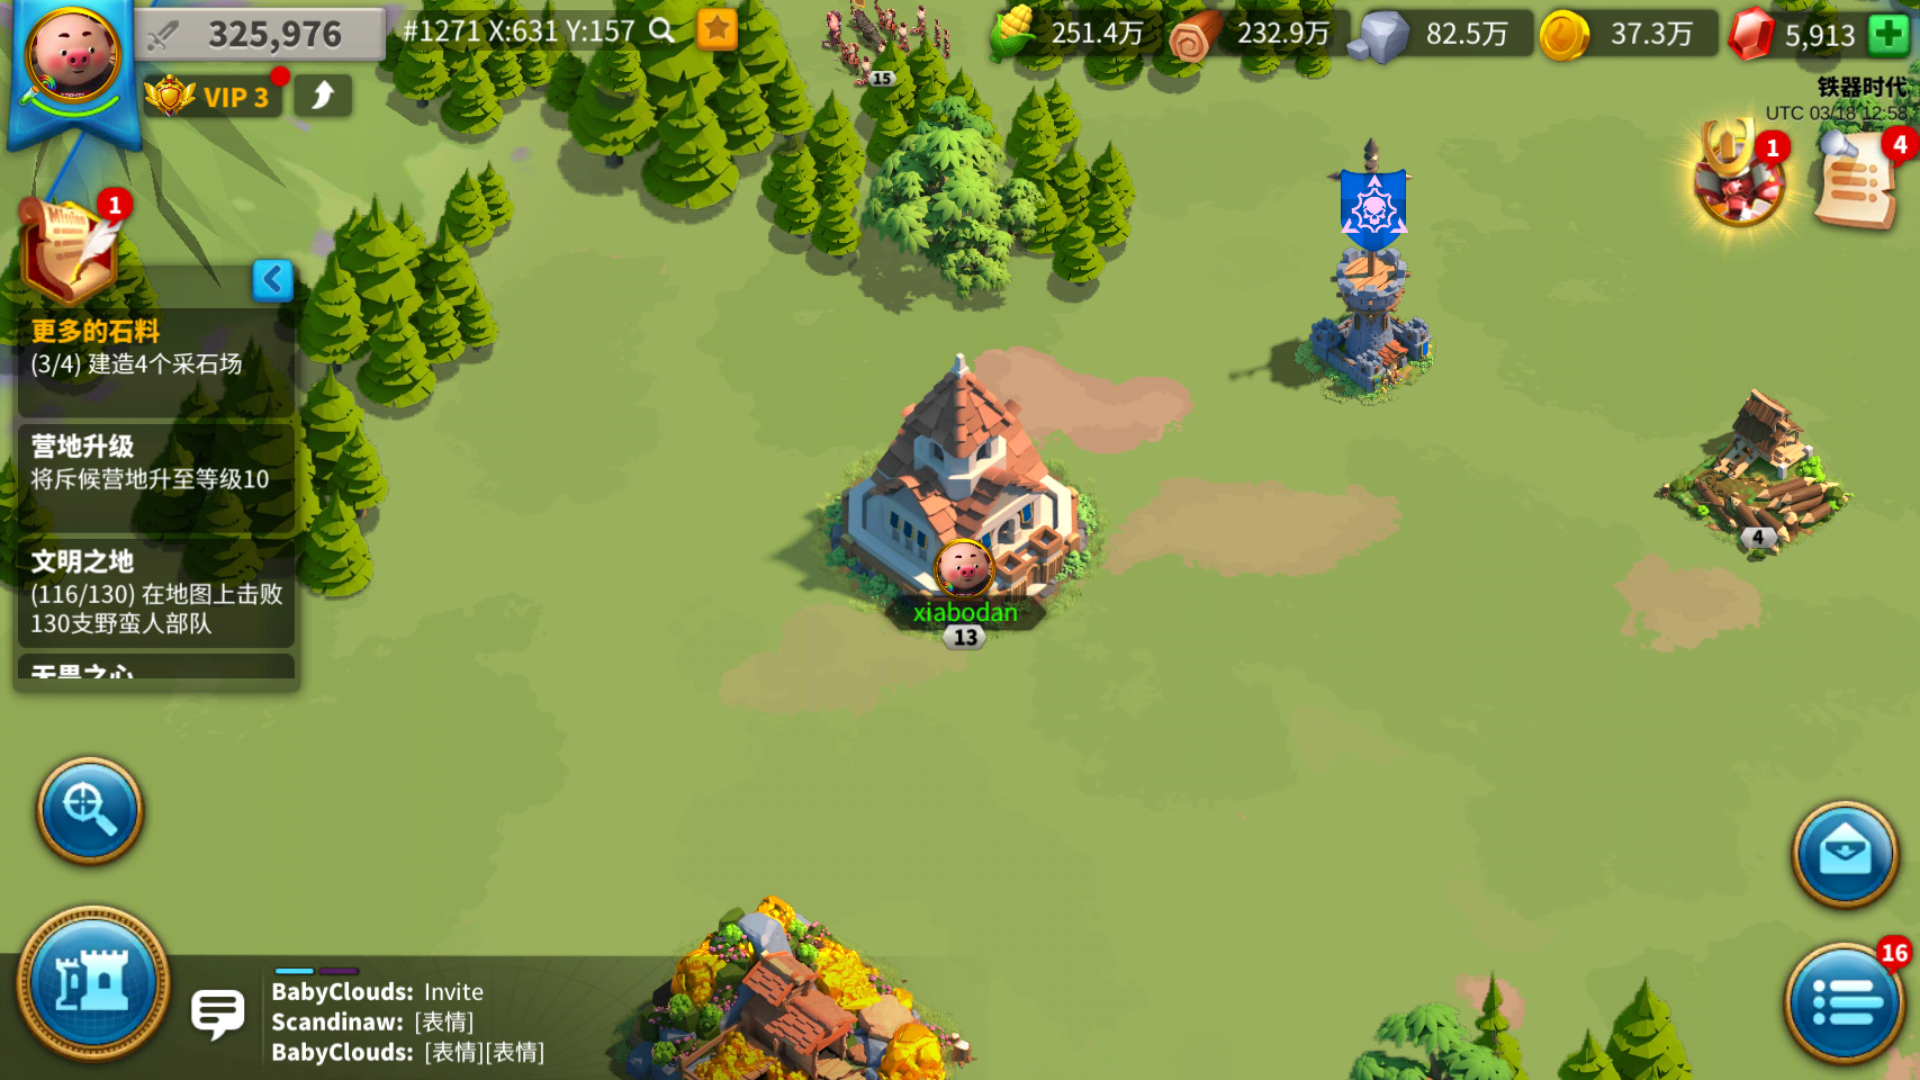 325,976
#1271 X:631 Y:157
251.4万
232.9万
82.5万
37.3万
5,913
VIP 3
15
铁器时代
UTC 03/18 12:58
1
4
Mission
1
更多的石料
(3/4) 建造4个采石场
营地升级
将斥候营地升至等级10
文明之地
(116/130) 在地图上击败
130支野蛮人部队
无畏之心
xiabodan
13
4
16
BabyClouds: Invite
Scandinaw: [表情]
BabyClouds: [表情][表情]